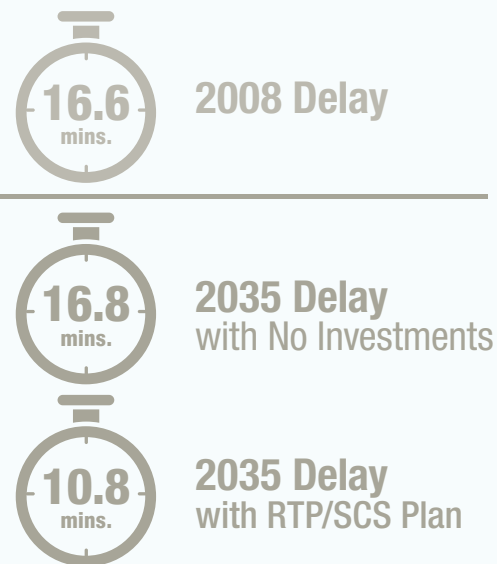 16.6
mins.
2008 Delay
16.8
mins.
2035 Delay
with No Investments
10.8
mins.
2035 Delay
with RTP/SCS Plan